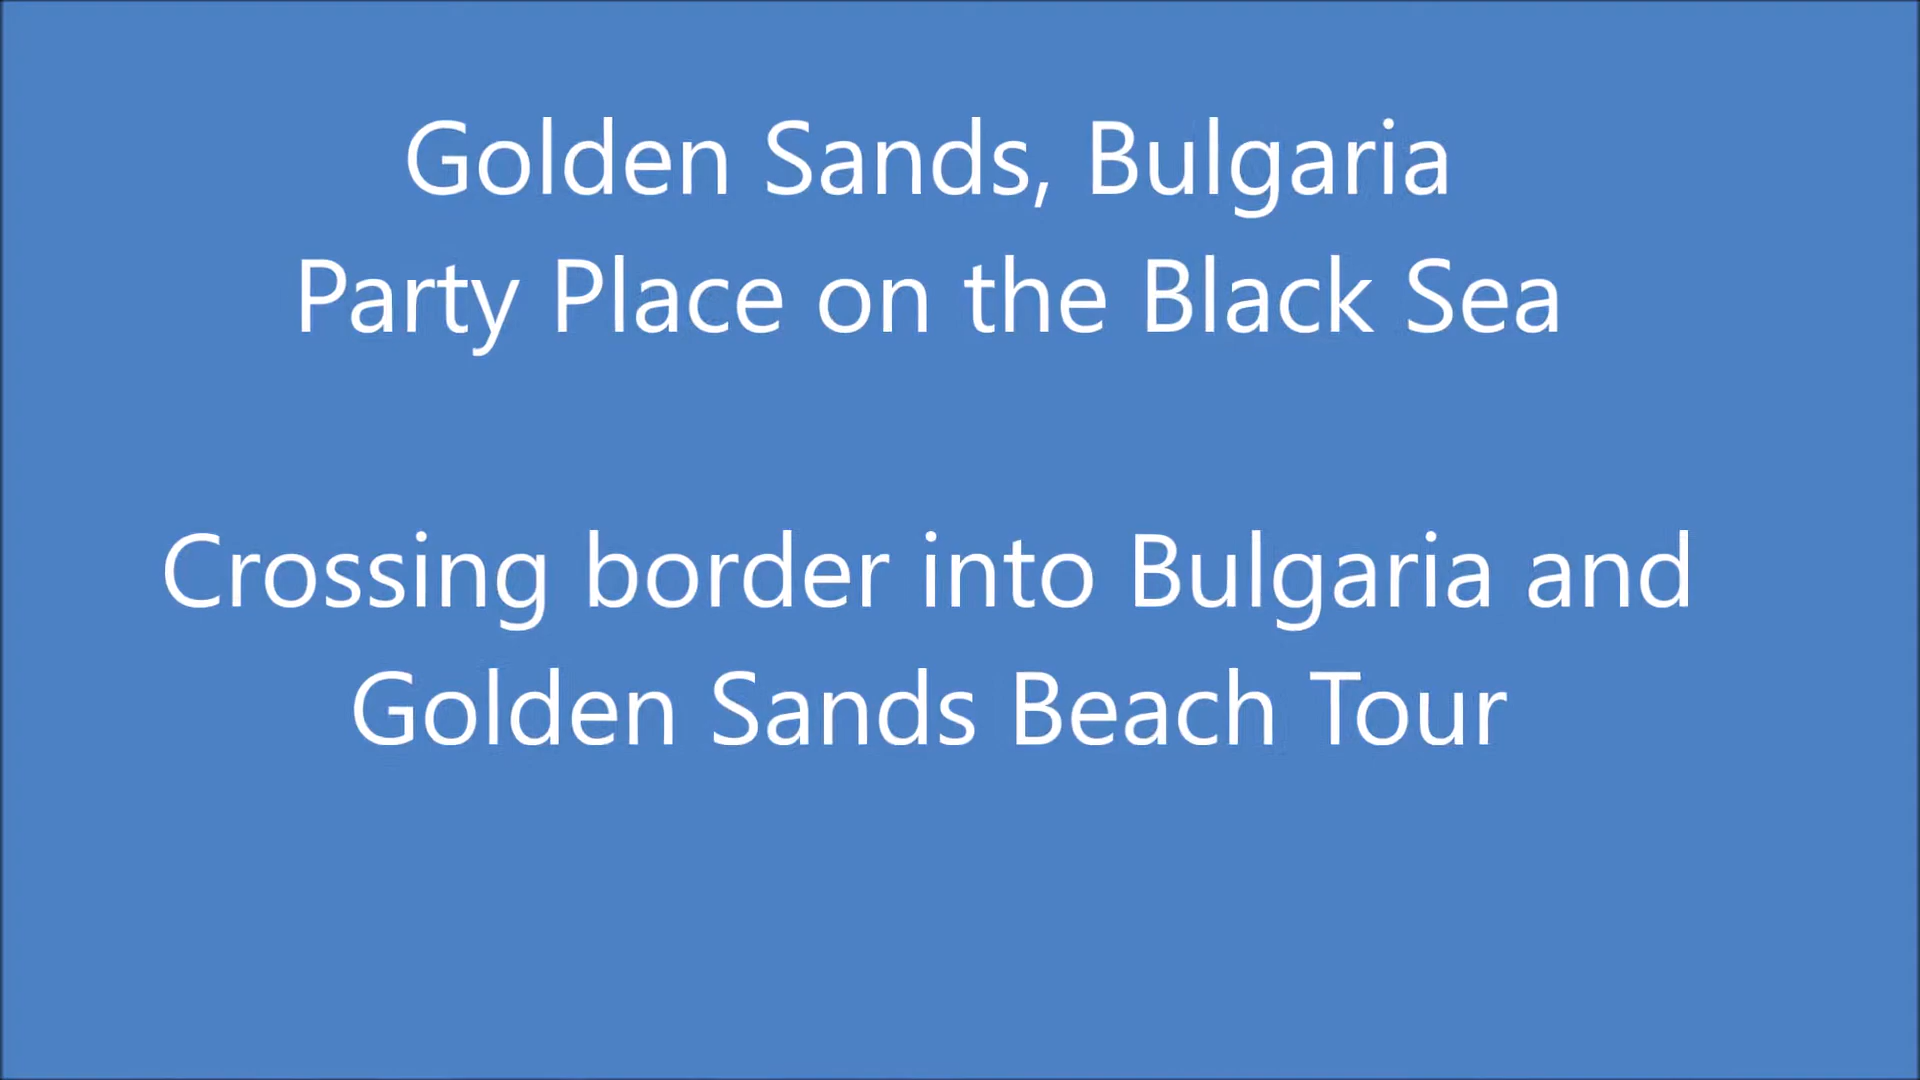 Golden Sands, Bulgaria
Party Place on the Black Sea
Crossing border into Bulgaria and
Golden Sands Beach Tour